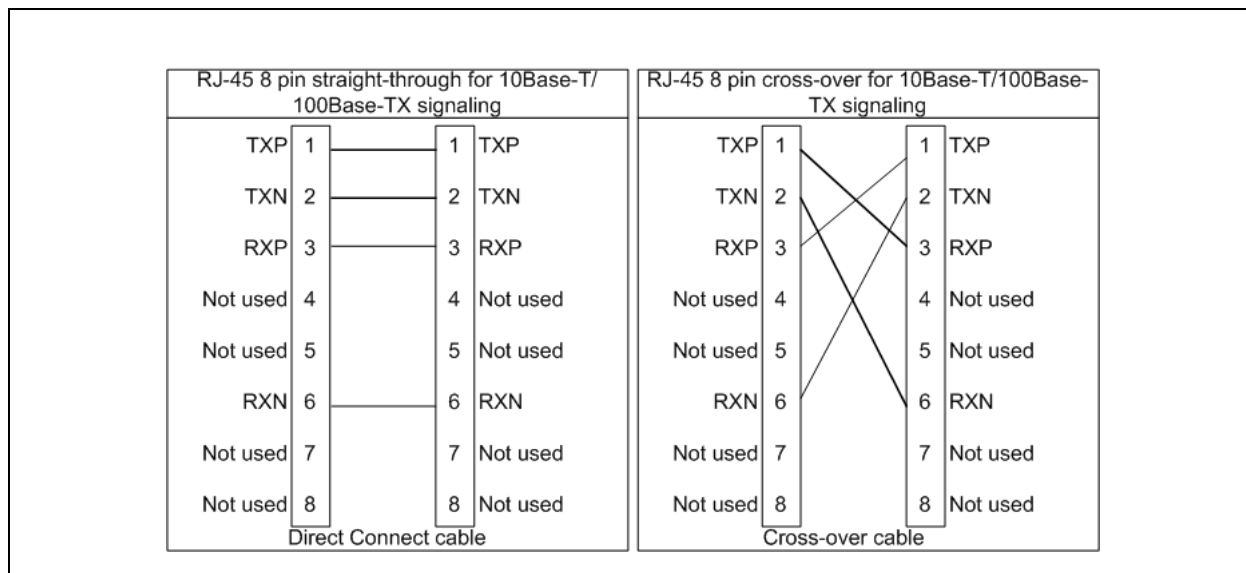 RJ-45 8 pin straight-through for 10Base-T/
100Base-TX signaling
TXP 1 1 TXP
TXN 2 2 TXN
RXP 3 3 RXP
Not used 4 4 Not used
Not used 5 5 Not used
RXN 6 6 RXN
Not used 7 7 Not used
Not used 8 8 Not used
Direct Connect cable
RJ-45 8 pin cross-over for 10Base-T/100Base-
TX signaling
TXP 1 1 TXP
TXN 2 2 TXN
RXP 3 3 RXP
Not used 4 4 Not used
Not used 5 5 Not used
RXN 6 6 RXN
Not used 7 7 Not used
Not used 8 8 Not used
Cross-over cable